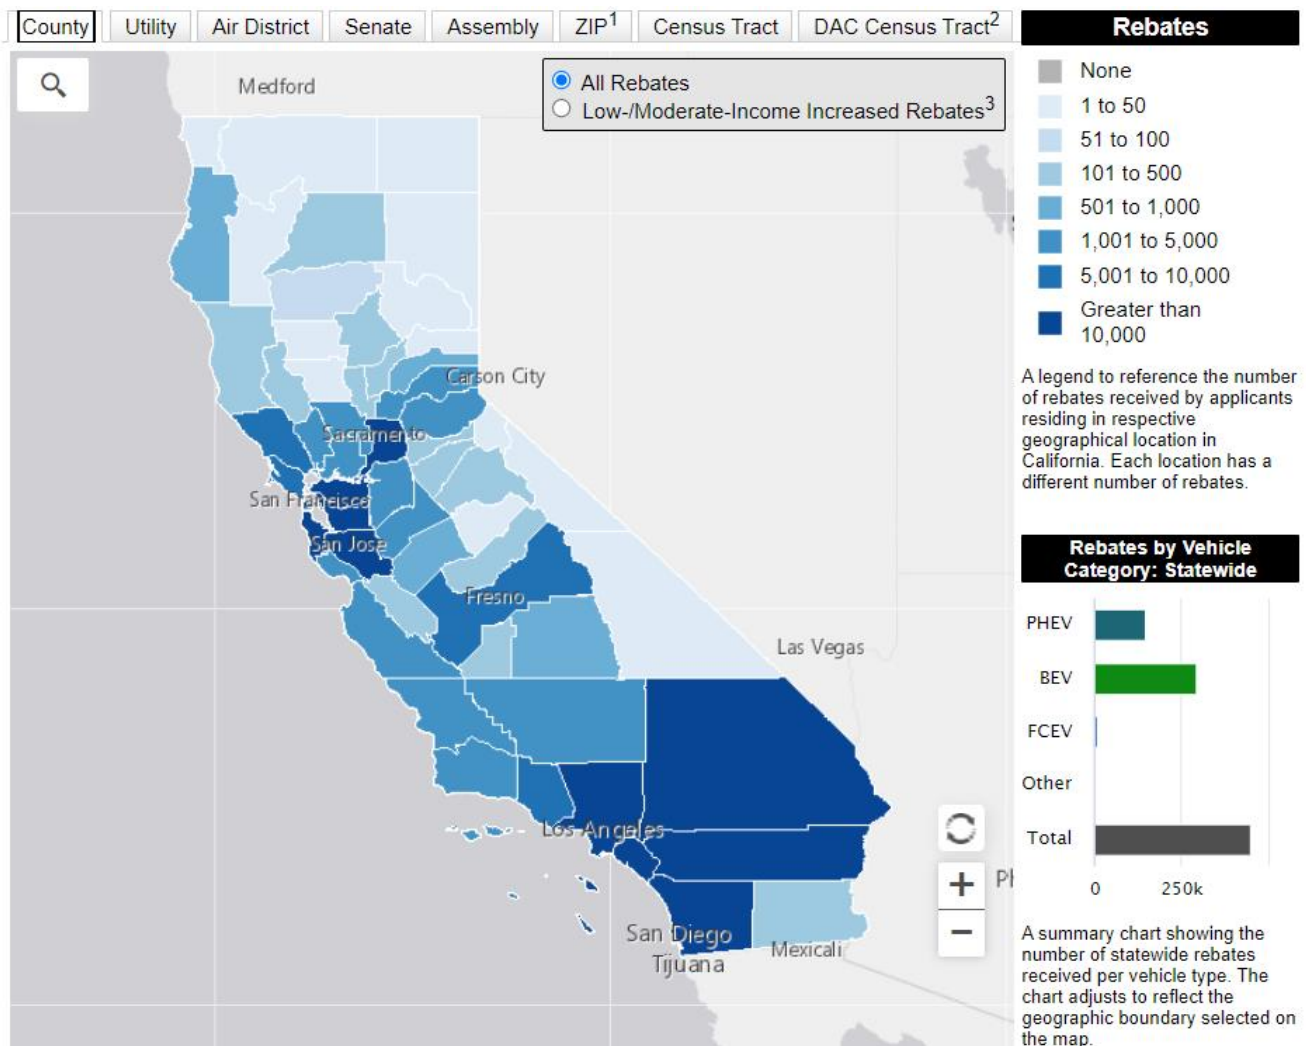 County Utility Air District Senate Assembly ZIP1 Census Tract DAC Census Tract2
Medford
All Rebates
Low-/Moderate-Income Increased Rebates3
Carson City
Sacramento
San Francisco
San Jose
Fresno
Las Vegas
Los Angeles
San Diego
Tijuana
Mexicali
+
Ph
−
Rebates
None
1 to 50
51 to 100
101 to 500
501 to 1,000
1,001 to 5,000
5,001 to 10,000
Greater than
10,000
A legend to reference the number
of rebates received by applicants
residing in respective
geographical location in
California. Each location has a
different number of rebates.
Rebates by Vehicle
Category: Statewide
PHEV
BEV
FCEV
Other
Total
0 250k
A summary chart showing the
number of statewide rebates
received per vehicle type. The
chart adjusts to reflect the
geographic boundary selected on
the map.